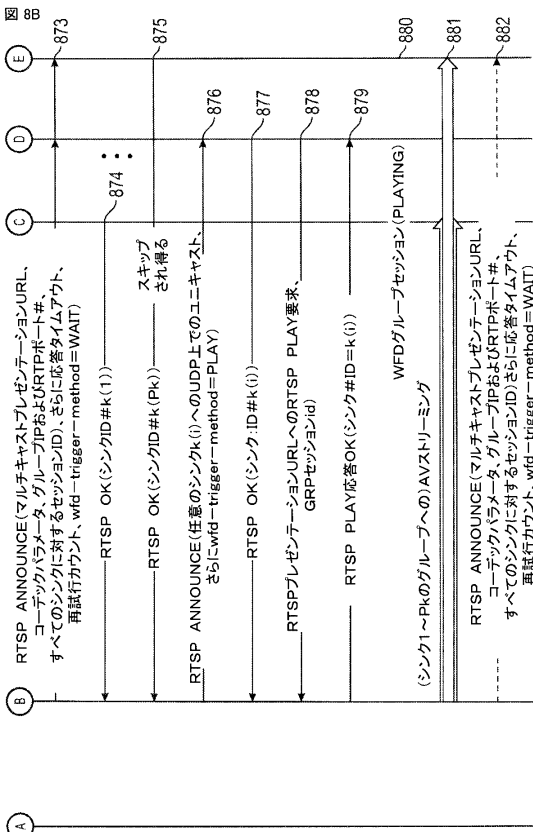 図 8B
A
B
C
D
E
RTSP ANNOUNCE(マルチキャストプレゼンテーションURL、
コーデックパラメータ、グループIPおよびRTPポート#、
すべてのシンクに対するセッションID)、さらに応答タイムアウト、
再試行カウント、wfd-trigger-method=WAIT)
873
RTSP OK(シンクID#k(1))
874
RTSP OK(シンクID#k(Pk))
スキップ
され得る
875
RTSP ANNOUNCE(任意のシンクk(i)へのUDP上でのユニキャスト、
さらにwfd-trigger-method=PLAY)
876
RTSP OK(シンク:ID#k(i))
877
RTSPプレゼンテーションURLへのRTSP PLAY要求、
GRPセッションid)
878
RTSP PLAY応答OK(シンク#ID=k(i))
879
WFDグループセッション(PLAYING)
880
(シンク1~Pkのグループへの)AVストリーミング
881
RTSP ANNOUNCE(マルチキャストプレゼンテーションURL、
コーデックパラメータ、グループIPおよびRTPポート#、
すべてのシンクに対するセッションID)さらに応答タイムアウト、
再試行カウント、wfd-trigger-method=WAIT)
882